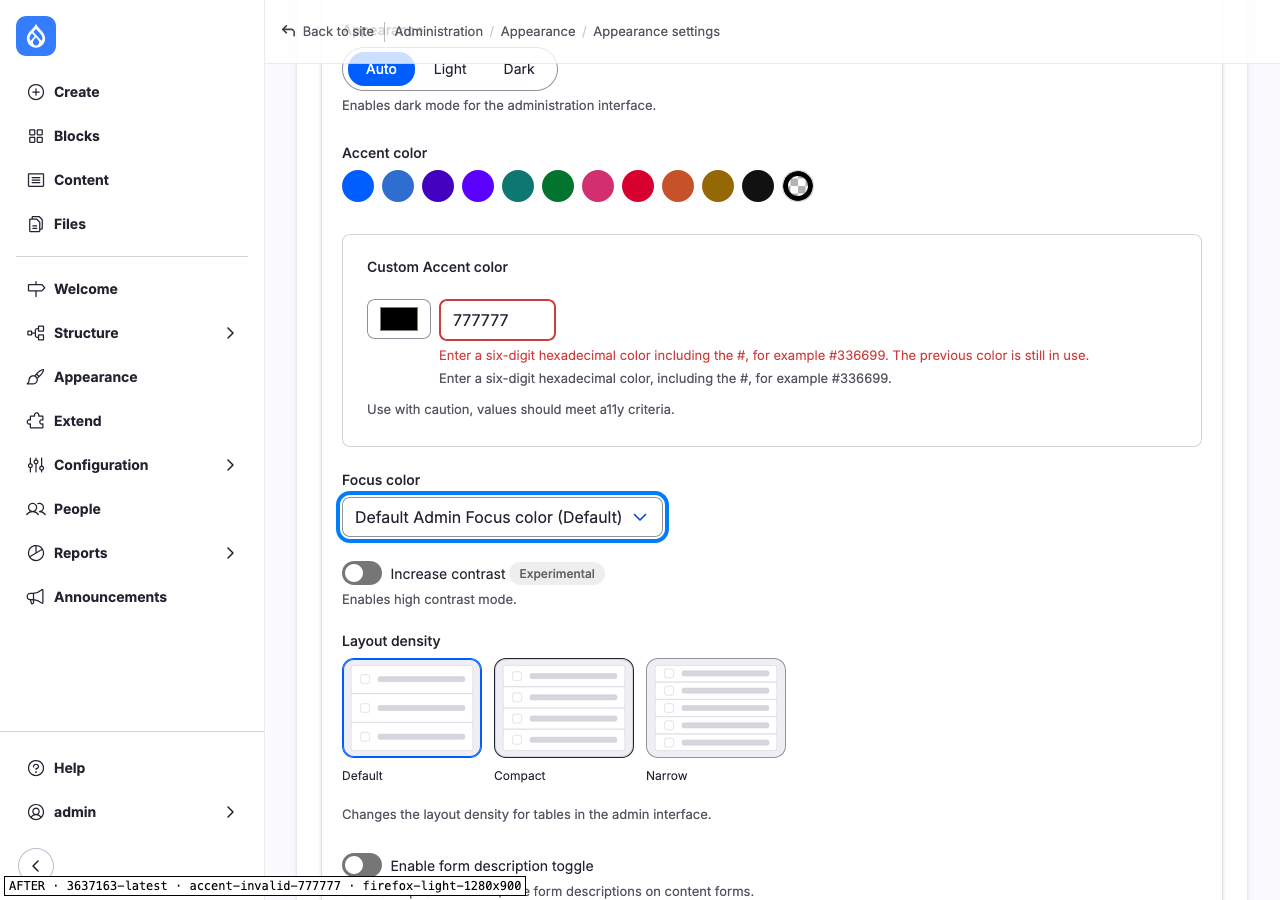 Back to site
Administration / Appearance / Appearance settings
Create
Blocks
Content
Files
Welcome
Structure
Appearance
Extend
Configuration
People
Reports
Announcements
Help
admin
Appearance
Auto
Light
Dark
Enables dark mode for the administration interface.
Accent color
Custom Accent color
777777
Enter a six-digit hexadecimal color including the #, for example #336699. The previous color is still in use.
Enter a six-digit hexadecimal color, including the #, for example #336699.
Use with caution, values should meet a11y criteria.
Focus color
Default Admin Focus color (Default)
Increase contrast Experimental
Enables high contrast mode.
Layout density
Default
Compact
Narrow
Changes the layout density for tables in the admin interface.
Enable form description toggle
form descriptions on content forms.
AFTER · 3637163-latest · accent-invalid-777777 · firefox-light-1280x900